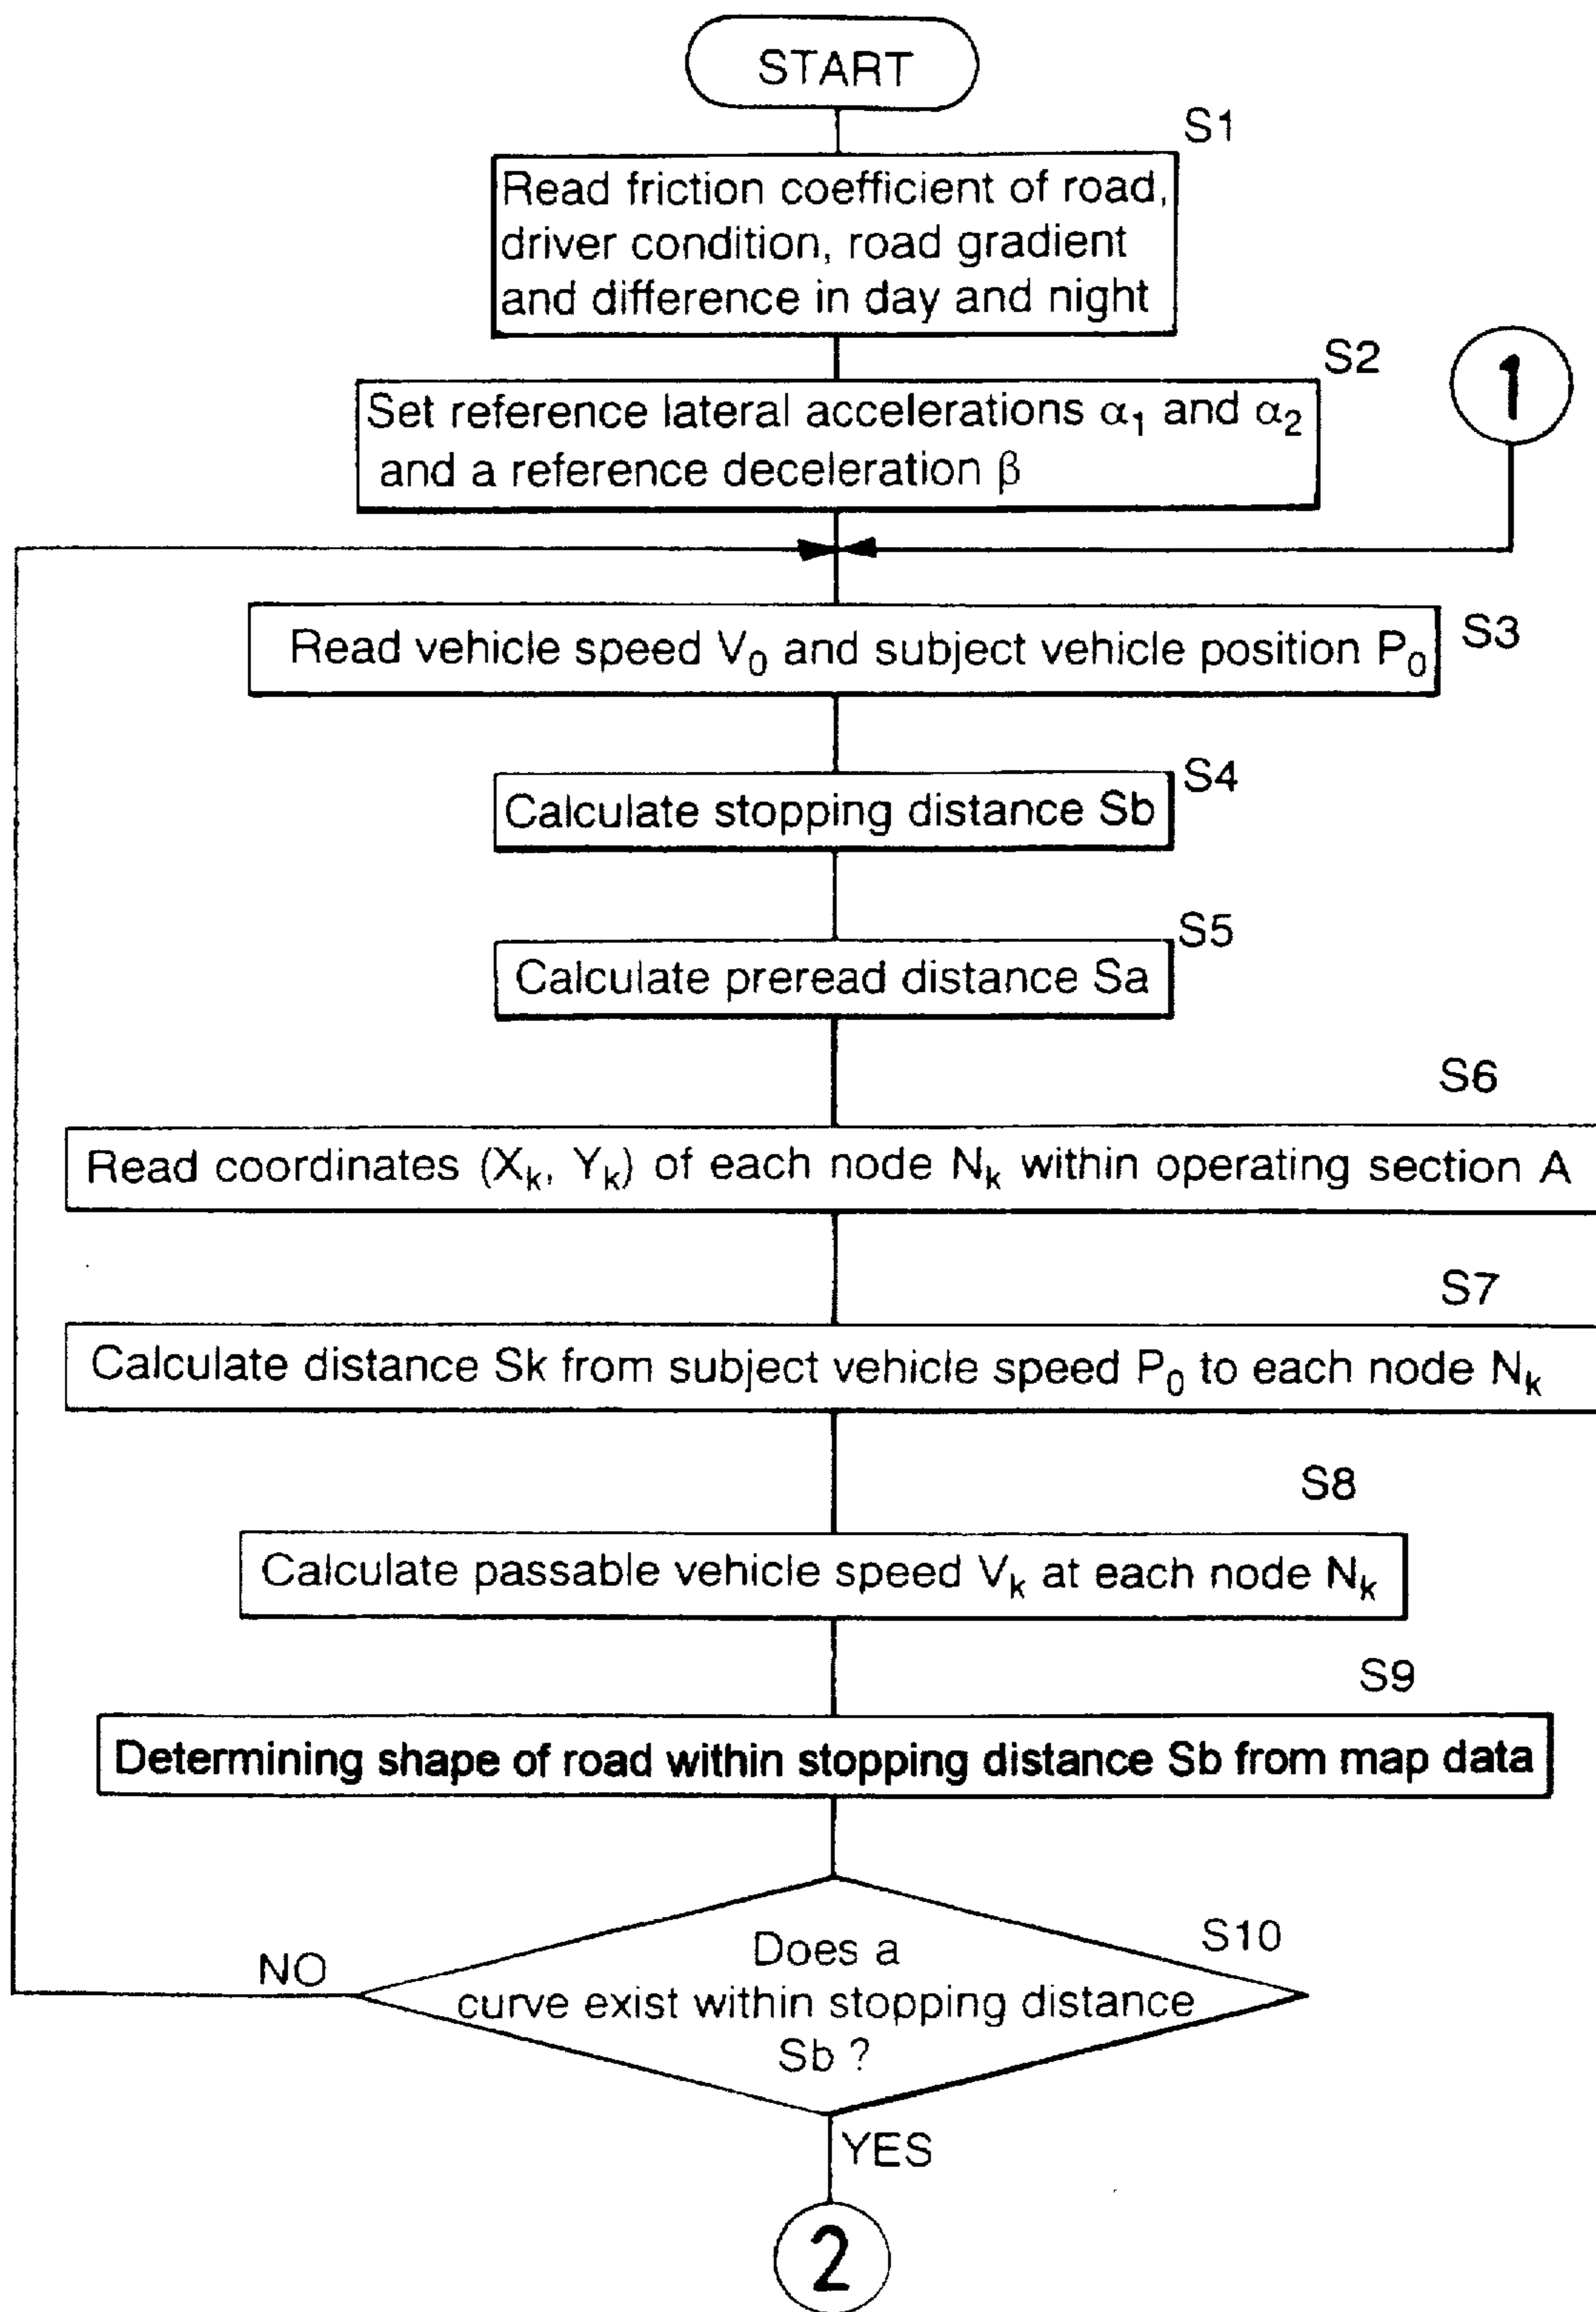 START
S1
Read friction coefficient of road,
driver condition, road gradient
and difference in day and night
S2
Set reference lateral accelerations α₁ and α₂
and a reference deceleration β
1
Read vehicle speed V₀ and subject vehicle position P₀
S3
S4
Calculate stopping distance Sb
S5
Calculate preread distance Sa
S6
Read coordinates (Xₖ, Yₖ) of each node Nₖ within operating section A
S7
Calculate distance Sk from subject vehicle speed P₀ to each node Nₖ
S8
Calculate passable vehicle speed Vₖ at each node Nₖ
S9
Determining shape of road within stopping distance Sb from map data
S10
NO
Does a
curve exist within stopping distance
Sb ?
YES
2